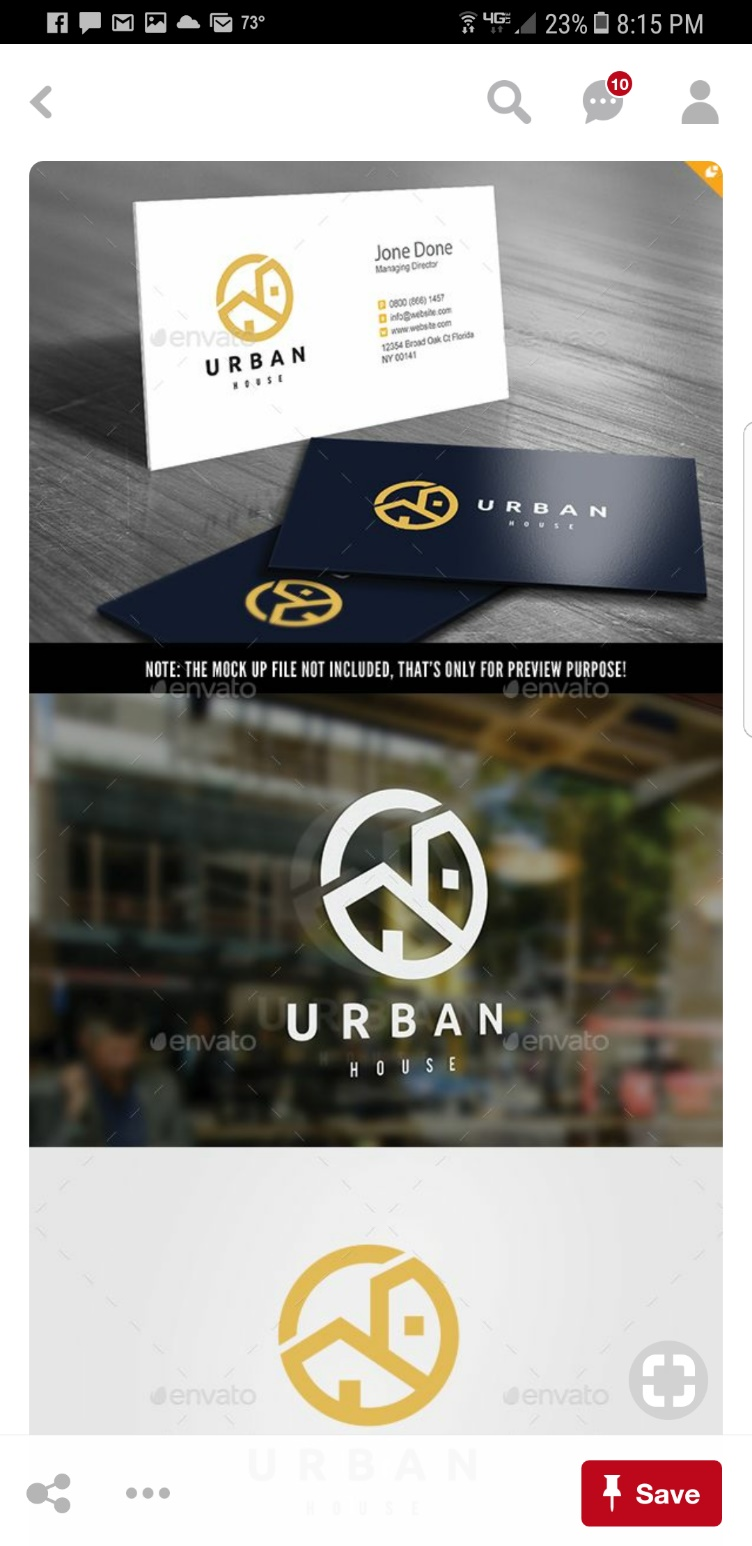 73°
4G 23% 8:15 PM
10
Jone Done
Managing Director
0800 (866) 1457
info@website.com
www.website.com
12354 Broad Oak Ct Florida
NY 00141
envato
URBAN
HOUSE
URBAN
HOUSE
NOTE: THE MOCK UP FILE NOT INCLUDED, THAT'S ONLY FOR PREVIEW PURPOSE!
envato envato
URBAN
envato envato
HOUSE
envato envato
URBAN
HOUSE
Save